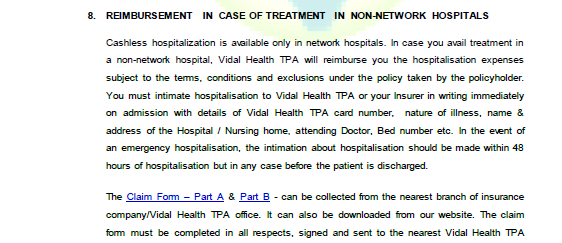 8. REIMBURSEMENT IN CASE OF TREATMENT IN NON-NETWORK HOSPITALS
Cashless hospitalization is available only in network hospitals. In case you avail treatment in
a non-network hospital, Vidal Health TPA will reimburse you the hospitalisation expenses
subject to the terms, conditions and exclusions under the policy taken by the policyholder.
You must intimate hospitalisation to Vidal Health TPA or your Insurer in writing immediately
on admission with details of Vidal Health TPA card number, nature of illness, name &
address of the Hospital / Nursing home, attending Doctor, Bed number etc. In the event of
an emergency hospitalisation, the intimation about hospitalisation should be made within 48
hours of hospitalisation but in any case before the patient is discharged.
The Claim Form – Part A & Part B - can be collected from the nearest branch of insurance
company/Vidal Health TPA office. It can also be downloaded from our website. The claim
form must be completed in all respects, signed and sent to the nearest Vidal Health TPA